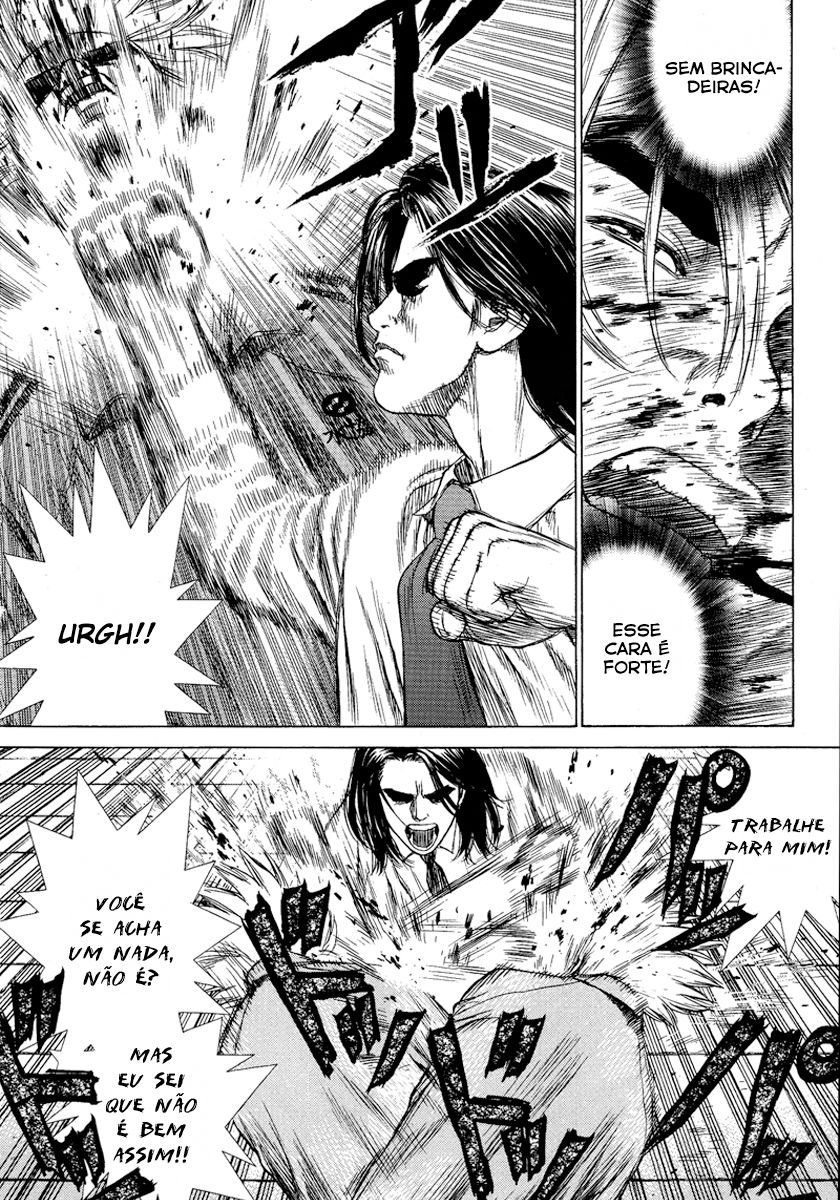 SEM BRINCA-
DEIRAS!
ESSE
CARA É
FORTE!
URGH!!
TRABALHE
PARA MIM!
VOCÊ
SE ACHA
UM NADA,
NÃO É?
MAS
EU SEI
QUE NÃO
É BEM
ASSIM!!